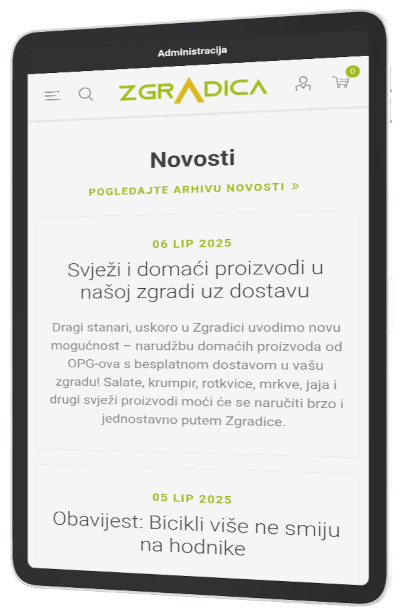 Administracija
ZGRADICA
0
Novosti
POGLEDAJTE ARHIVU NOVOSTI »
06 LIP 2025
Svježi i domaći proizvodi u
našoj zgradi uz dostavu
Dragi stanari, uskoro u Zgradici uvodimo novu
mogućnost – narudžbu domaćih proizvoda od
OPG-ova s besplatnom dostavom u vašu
zgradu! Salate, krumpir, rotkvice, mrkve, jaja i
drugi svježi proizvodi moći će se naručiti brzo i
jednostavno putem Zgradice.
05 LIP 2025
Obavijest: Bicikli više ne smiju
na hodnike